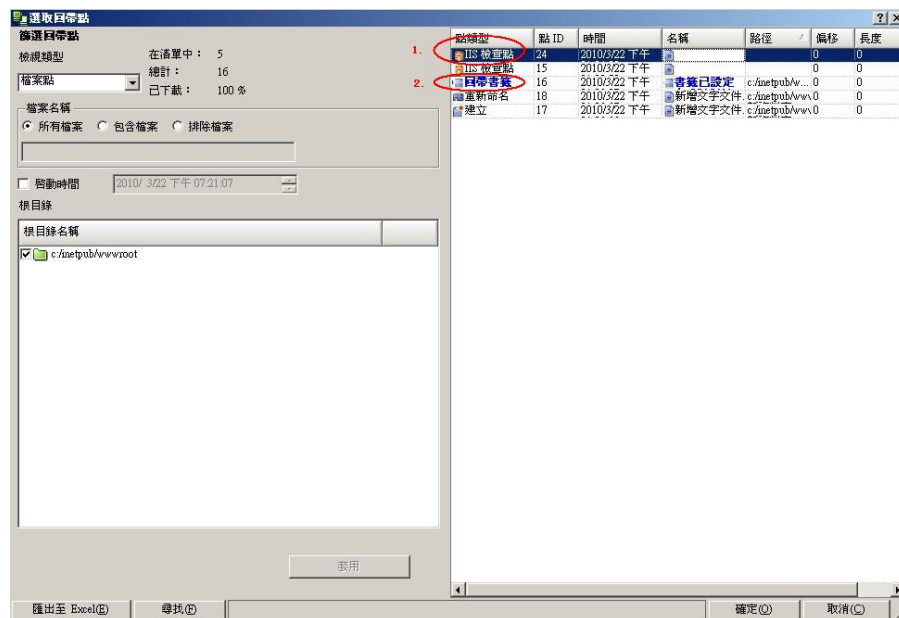 選取回帶點
篩選回帶點
檢視類型
檔案點
在清單中： 5
總計： 16
已下載： 100 %
檔案名稱
所有檔案 包含檔案 排除檔案
啓動時間 2010/ 3/22 下午 07:21:07
根目錄
根目錄名稱
c:/inetpub/wwwroot
套用
點類型 點 ID 時間 名稱 路徑 偏移 長度
1. IIS 檢查點 24 2010/3/22 下午 0 0
IIS 檢查點 15 2010/3/22 下午 0 0
2. 回帶書籤 16 2010/3/22 下午 書籤已設定 c:/inetpub/w... 0 0
重新命名 18 2010/3/22 下午 新增文字文件. c:/inetpub/ww 0 0
建立 17 2010/3/22 下午 新增文字文件. c:/inetpub/ww 0 0
匯出至 Excel(E) 尋找(F) 確定(O) 取消(C)